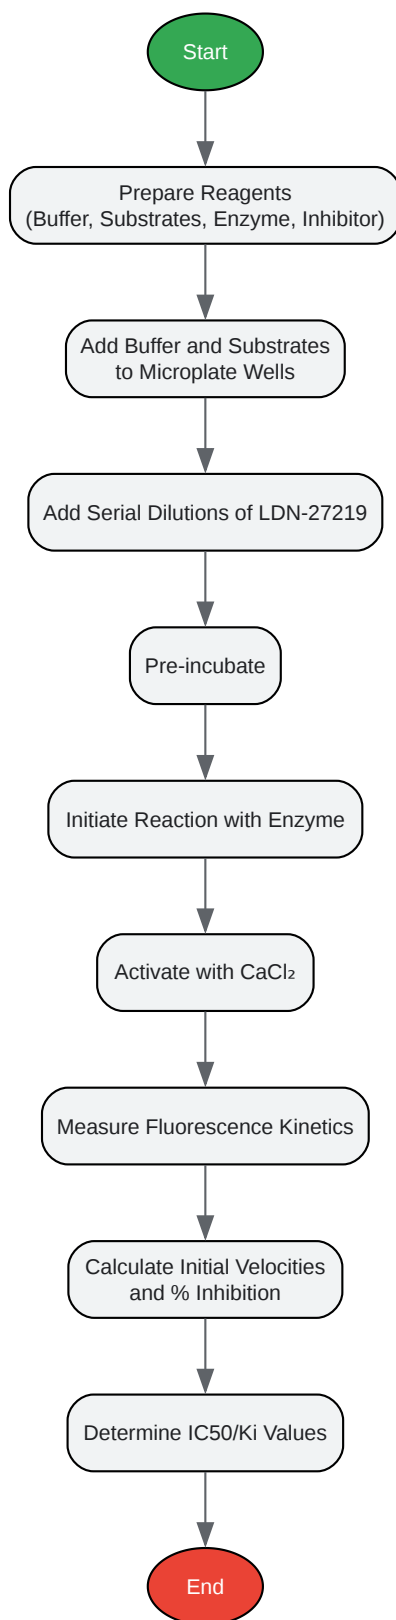 Start
Prepare Reagents
(Buffer, Substrates, Enzyme, Inhibitor)
Add Buffer and Substrates
to Microplate Wells
Add Serial Dilutions of LDN-27219
Pre-incubate
Initiate Reaction with Enzyme
Activate with CaCl₂
Measure Fluorescence Kinetics
Calculate Initial Velocities
and % Inhibition
Determine IC50/Ki Values
End